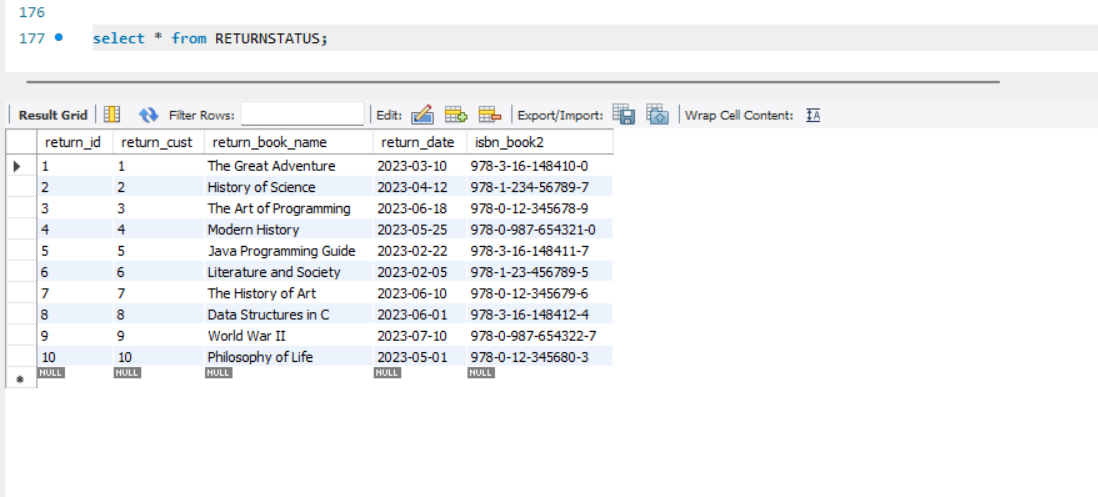 176
177 select * from RETURNSTATUS;
Result Grid Filter Rows: Edit: Export/Import: Wrap Cell Content: IA
return_id return_cust return_book_name return_date isbn_book2
1 1 The Great Adventure 2023-03-10 978-3-16-148410-0
2 2 History of Science 2023-04-12 978-1-234-56789-7
3 3 The Art of Programming 2023-06-18 978-0-12-345678-9
4 4 Modern History 2023-05-25 978-0-987-654321-0
5 5 Java Programming Guide 2023-02-22 978-3-16-148411-7
6 6 Literature and Society 2023-02-05 978-1-23-456789-5
7 7 The History of Art 2023-06-10 978-0-12-345679-6
8 8 Data Structures in C 2023-06-01 978-3-16-148412-4
9 9 World War II 2023-07-10 978-0-987-654322-7
10 10 Philosophy of Life 2023-05-01 978-0-12-345680-3
NULL NULL NULL NULL NULL